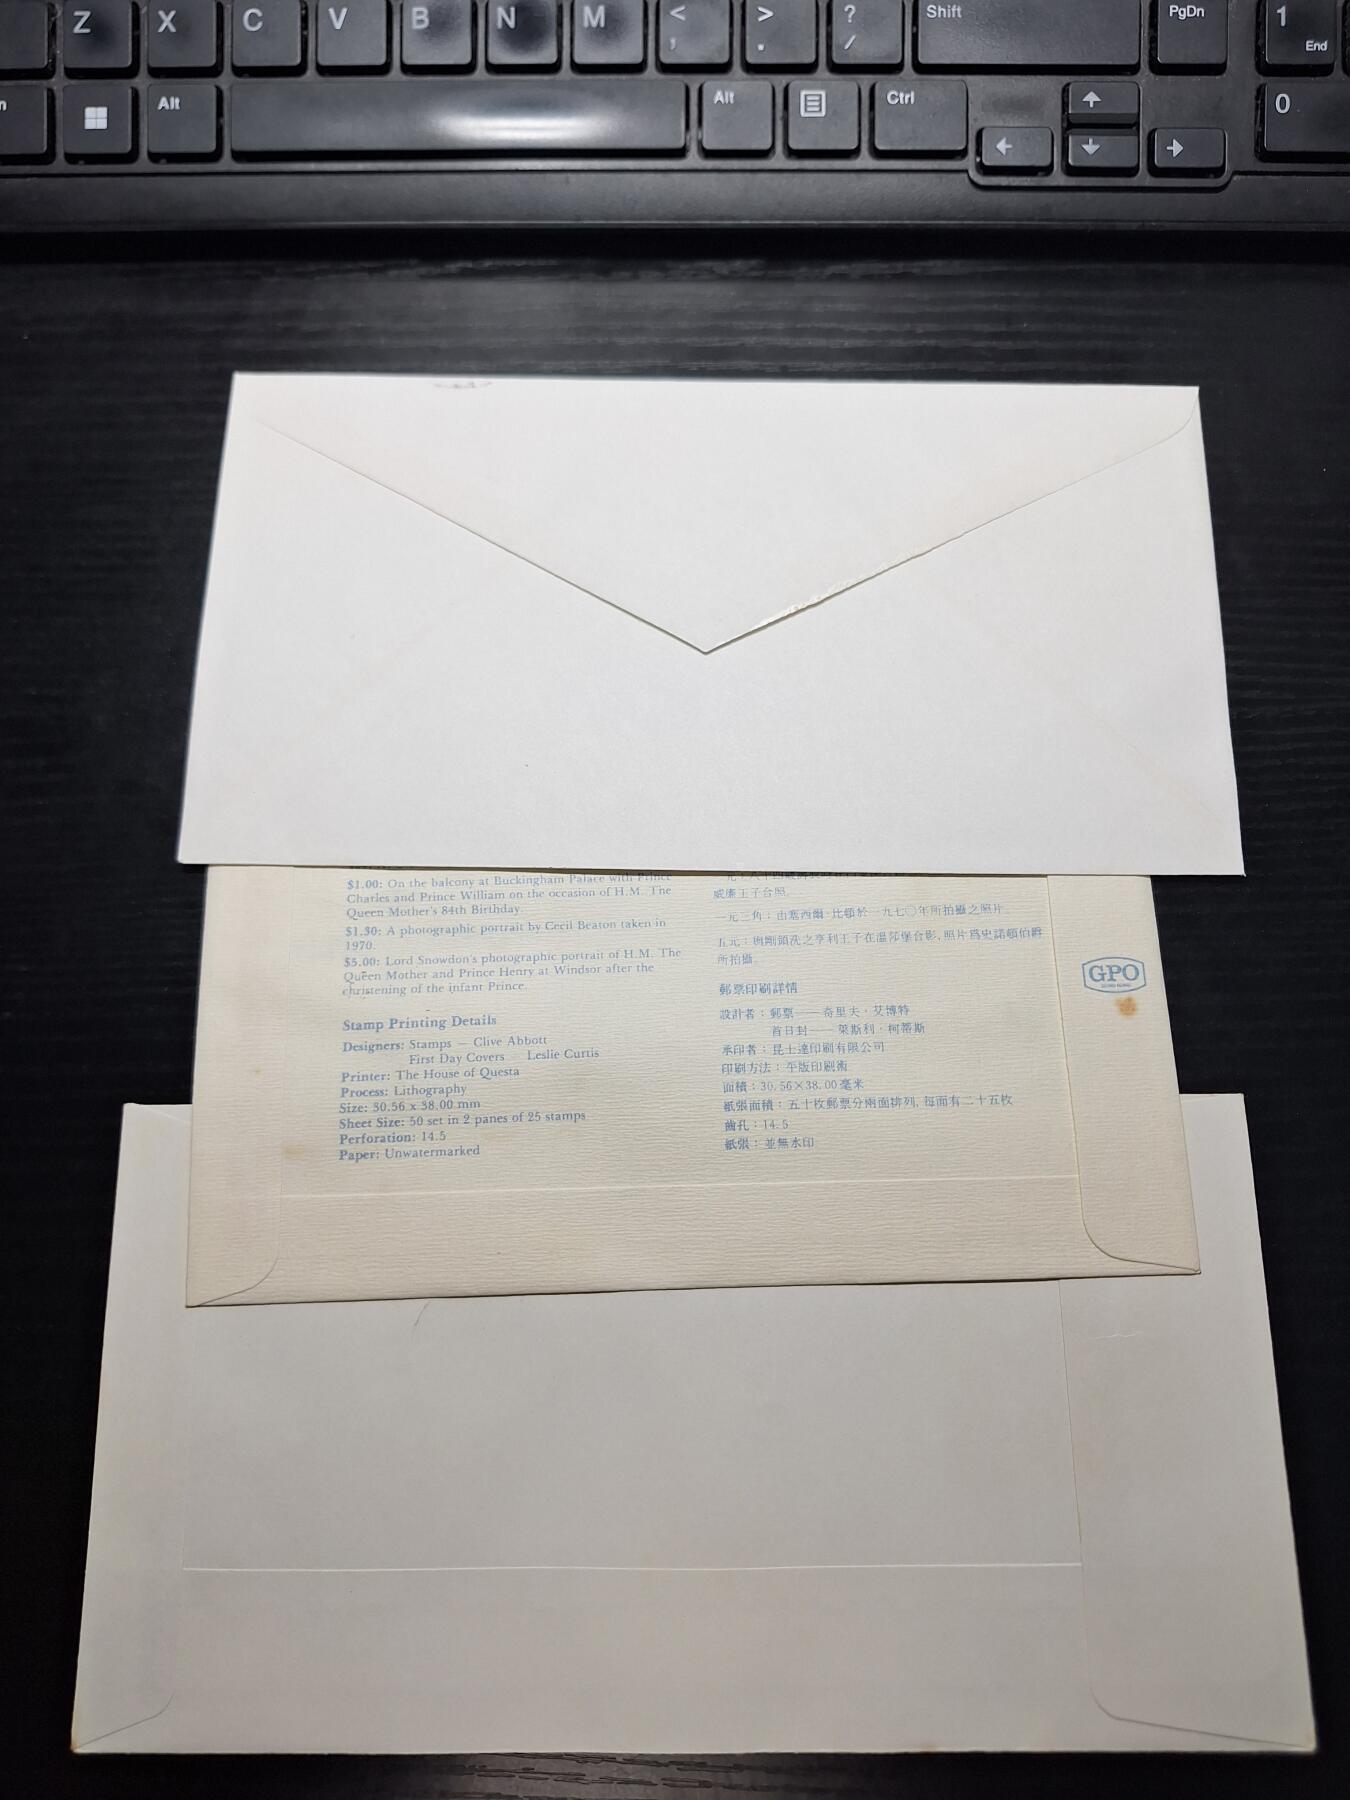 Z X C V B N M < , > . ? / Shift PgDn 1 End
Alt Alt Ctrl 0
$1.00: On the balcony at Buckingham Palace with Prince
Charles and Prince William on the occasion of H.M. The
Queen Mother's 84th Birthday.
$1.30: A photographic portrait by Cecil Beaton taken in
1970.
$5.00: Lord Snowdon's photographic portrait of H.M. The
Queen Mother and Prince Henry at Windsor after the
christening of the infant Prince.
Stamp Printing Details
Designers: Stamps — Clive Abbott
First Day Covers — Leslie Curtis
Printer: The House of Questa
Process: Lithography
Size: 30.56 x 38.00 mm
Sheet Size: 50 set in 2 panes of 25 stamps
Perforation: 14.5
Paper: Unwatermarked
威廉王子合照。
一元三角：由塞西爾·比頓於一九七〇年所拍攝之照片。
五元：與剛領洗之亨利王子在溫莎堡合影，照片爲史諾頓伯爵
所拍攝。
郵票印刷詳情
設計者：郵票——奇里夫·艾博特
首日封——萊斯利·柯蒂斯
承印者：昆士達印刷有限公司
印刷方法：平版印刷術
面積：30.56×38.00毫米
紙張面積：五十枚郵票分兩面排列，每面有二十五枚
齒孔：14.5
紙張：並無水印
GPO
HONG KONG